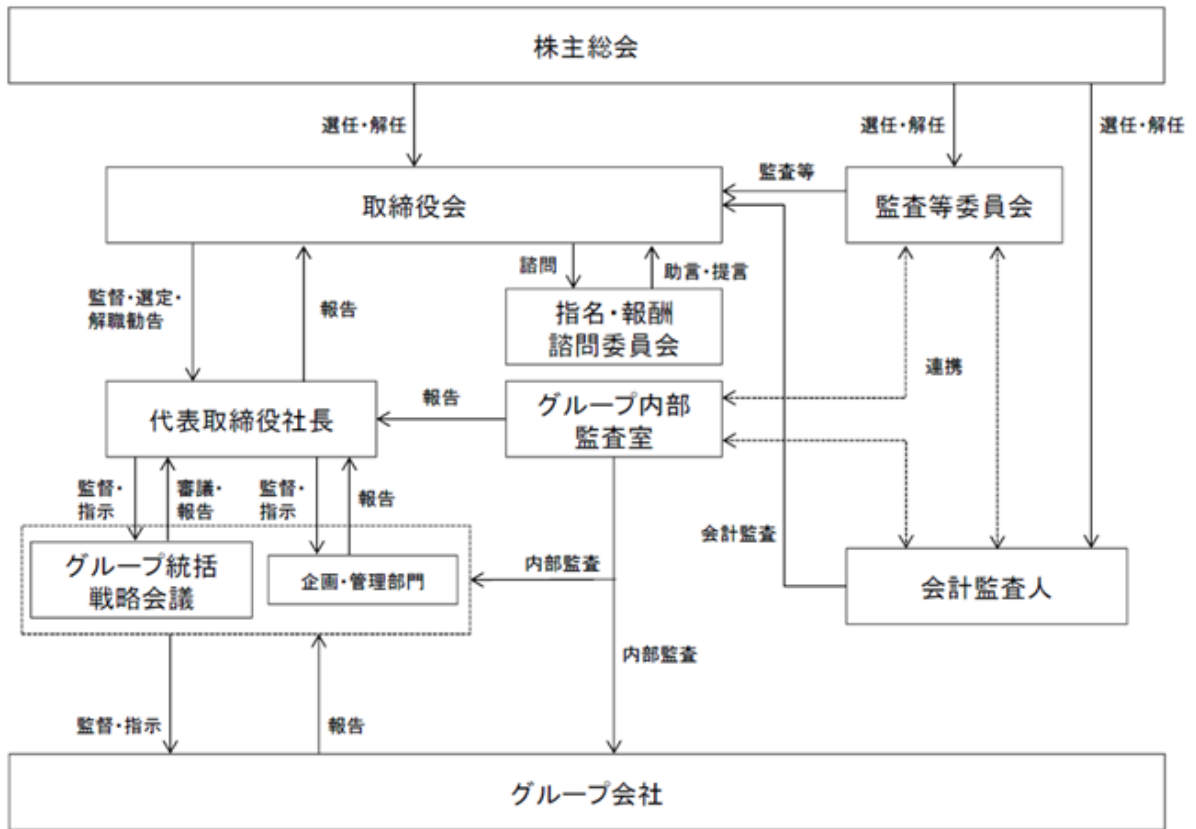 株主総会
選任・解任
選任・解任
選任・解任
取締役会
監査等
監査等委員会
諮問
助言・提言
監督・選定・
解職勧告
報告
指名・報酬
諮問委員会
連携
代表取締役社長
報告
グループ内部
監査室
監督・
指示
審議・
報告
監督・
指示
報告
会計監査
グループ統括
戦略会議
企画・管理部門
内部監査
会計監査人
内部監査
監督・指示
報告
グループ会社